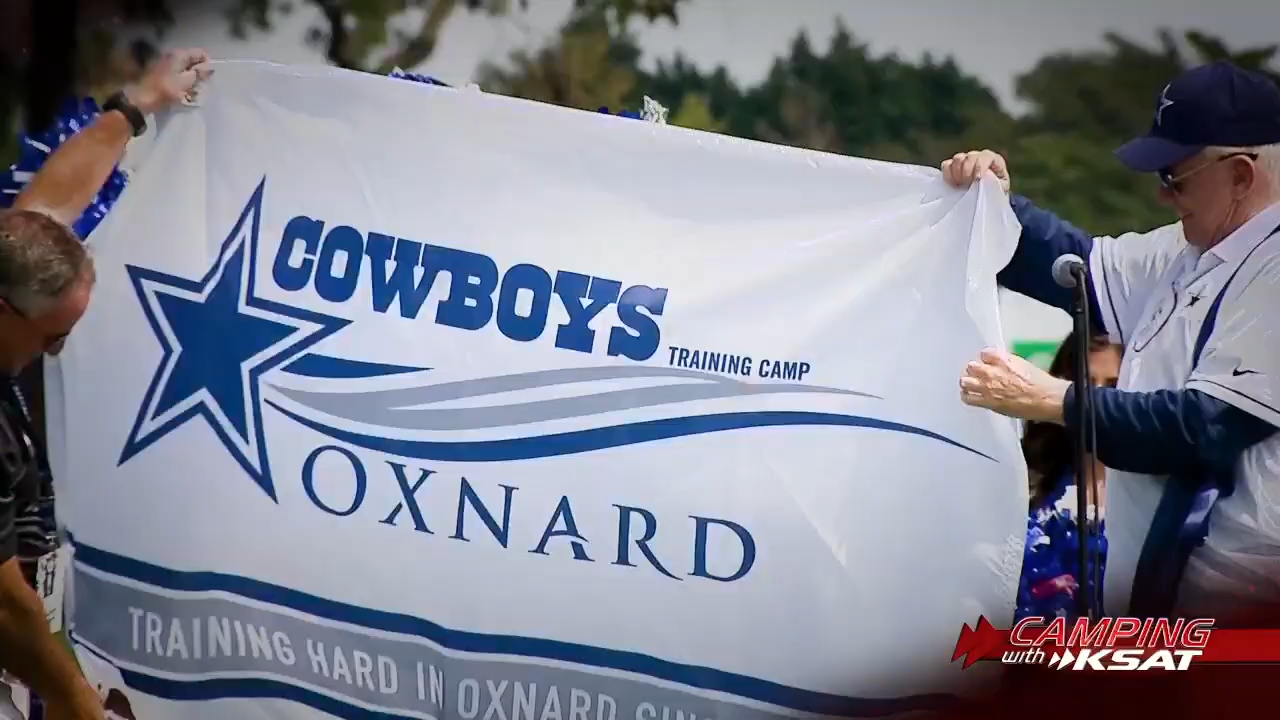 COWBOYS
TRAINING CAMP
OXNARD
TRAINING HARD IN OXNARD
CAMPING
with KSAT